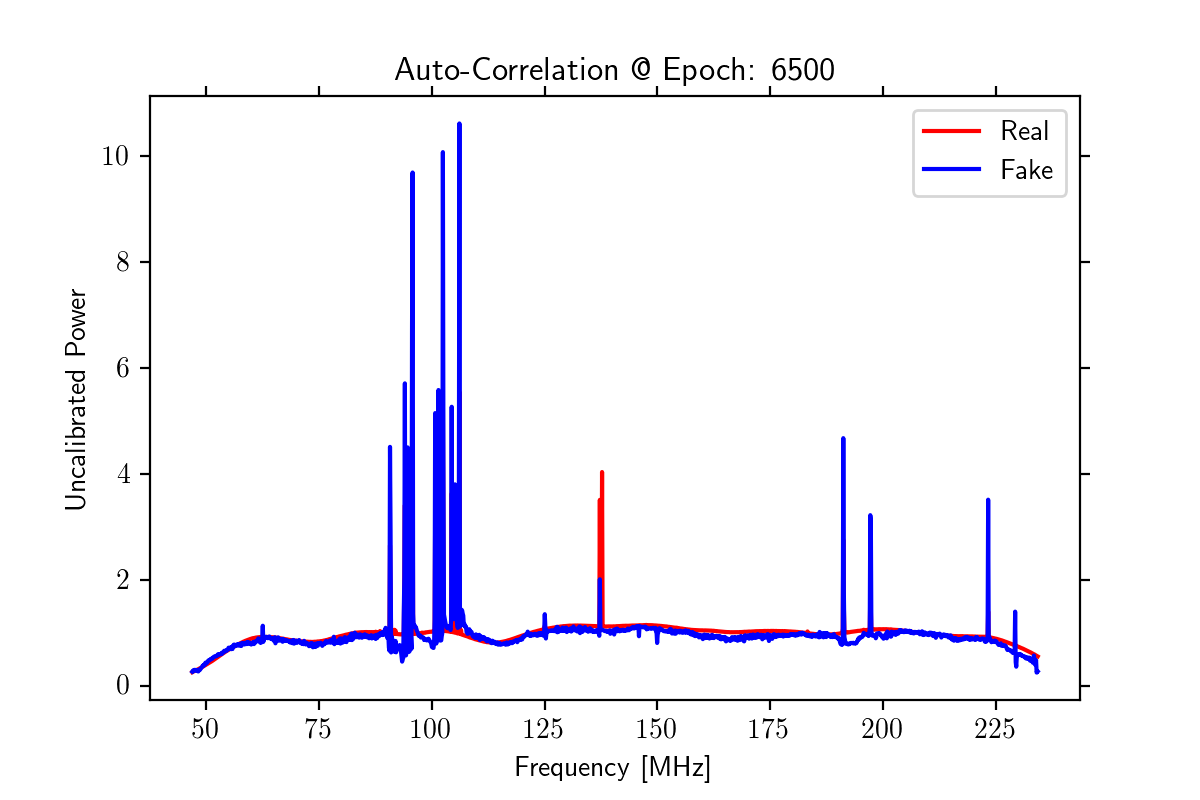 Auto-Correlation @ Epoch: 6500
Real
Fake
Uncalibrated Power
10
8
6
4
2
0
50 75 100 125 150 175 200 225
Frequency [MHz]